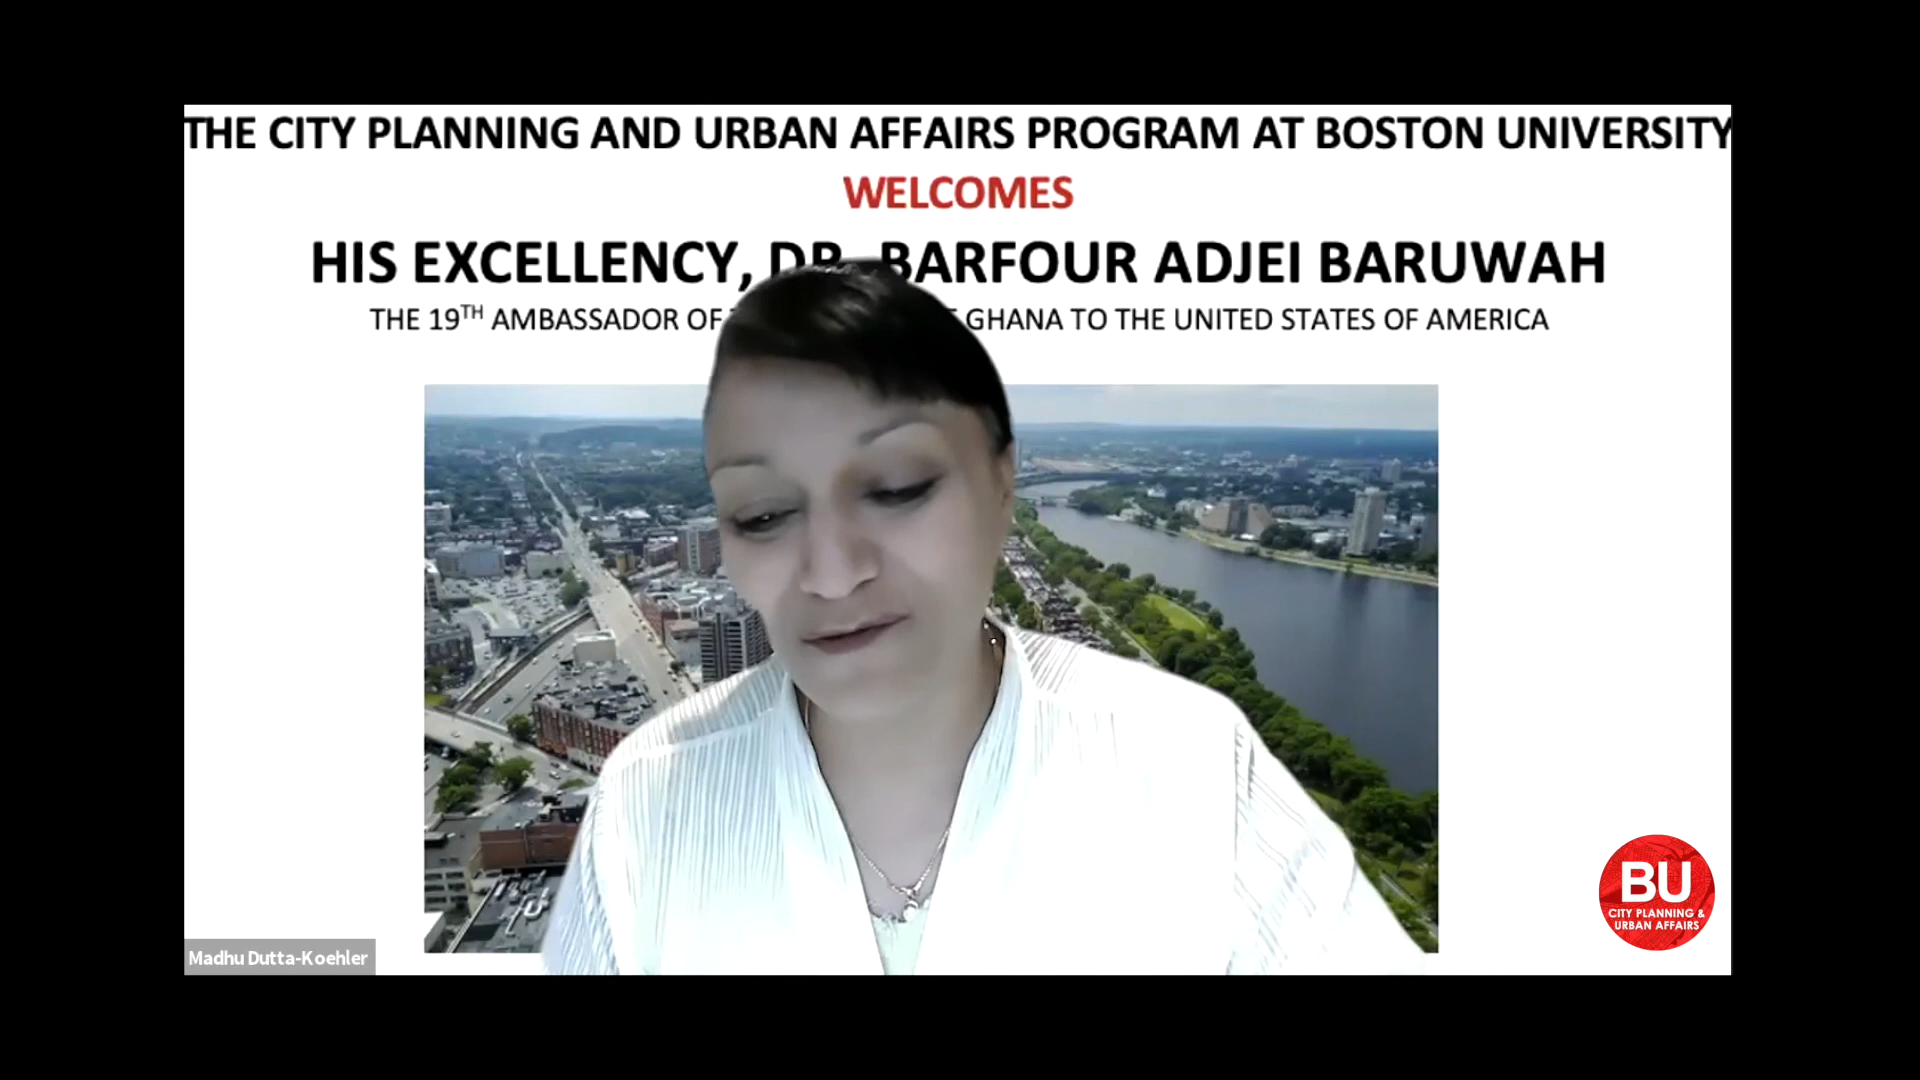 THE CITY PLANNING AND URBAN AFFAIRS PROGRAM AT BOSTON UNIVERSITY
WELCOMES
HIS EXCELLENCY, DR. BARFOUR ADJEI BARUWAH
THE 19TH AMBASSADOR OF GHANA TO THE UNITED STATES OF AMERICA
BU
CITY PLANNING &
URBAN AFFAIRS
Madhu Dutta-Koehler